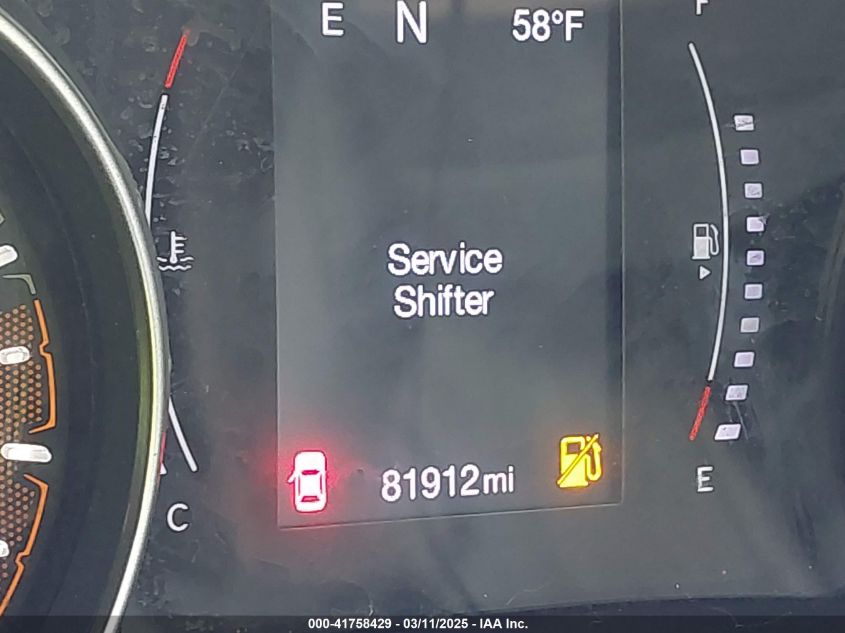 E N 58°F
F
Service
Shifter
81912mi
C
E
000-41758429 - 03/11/2025 - IAA Inc.